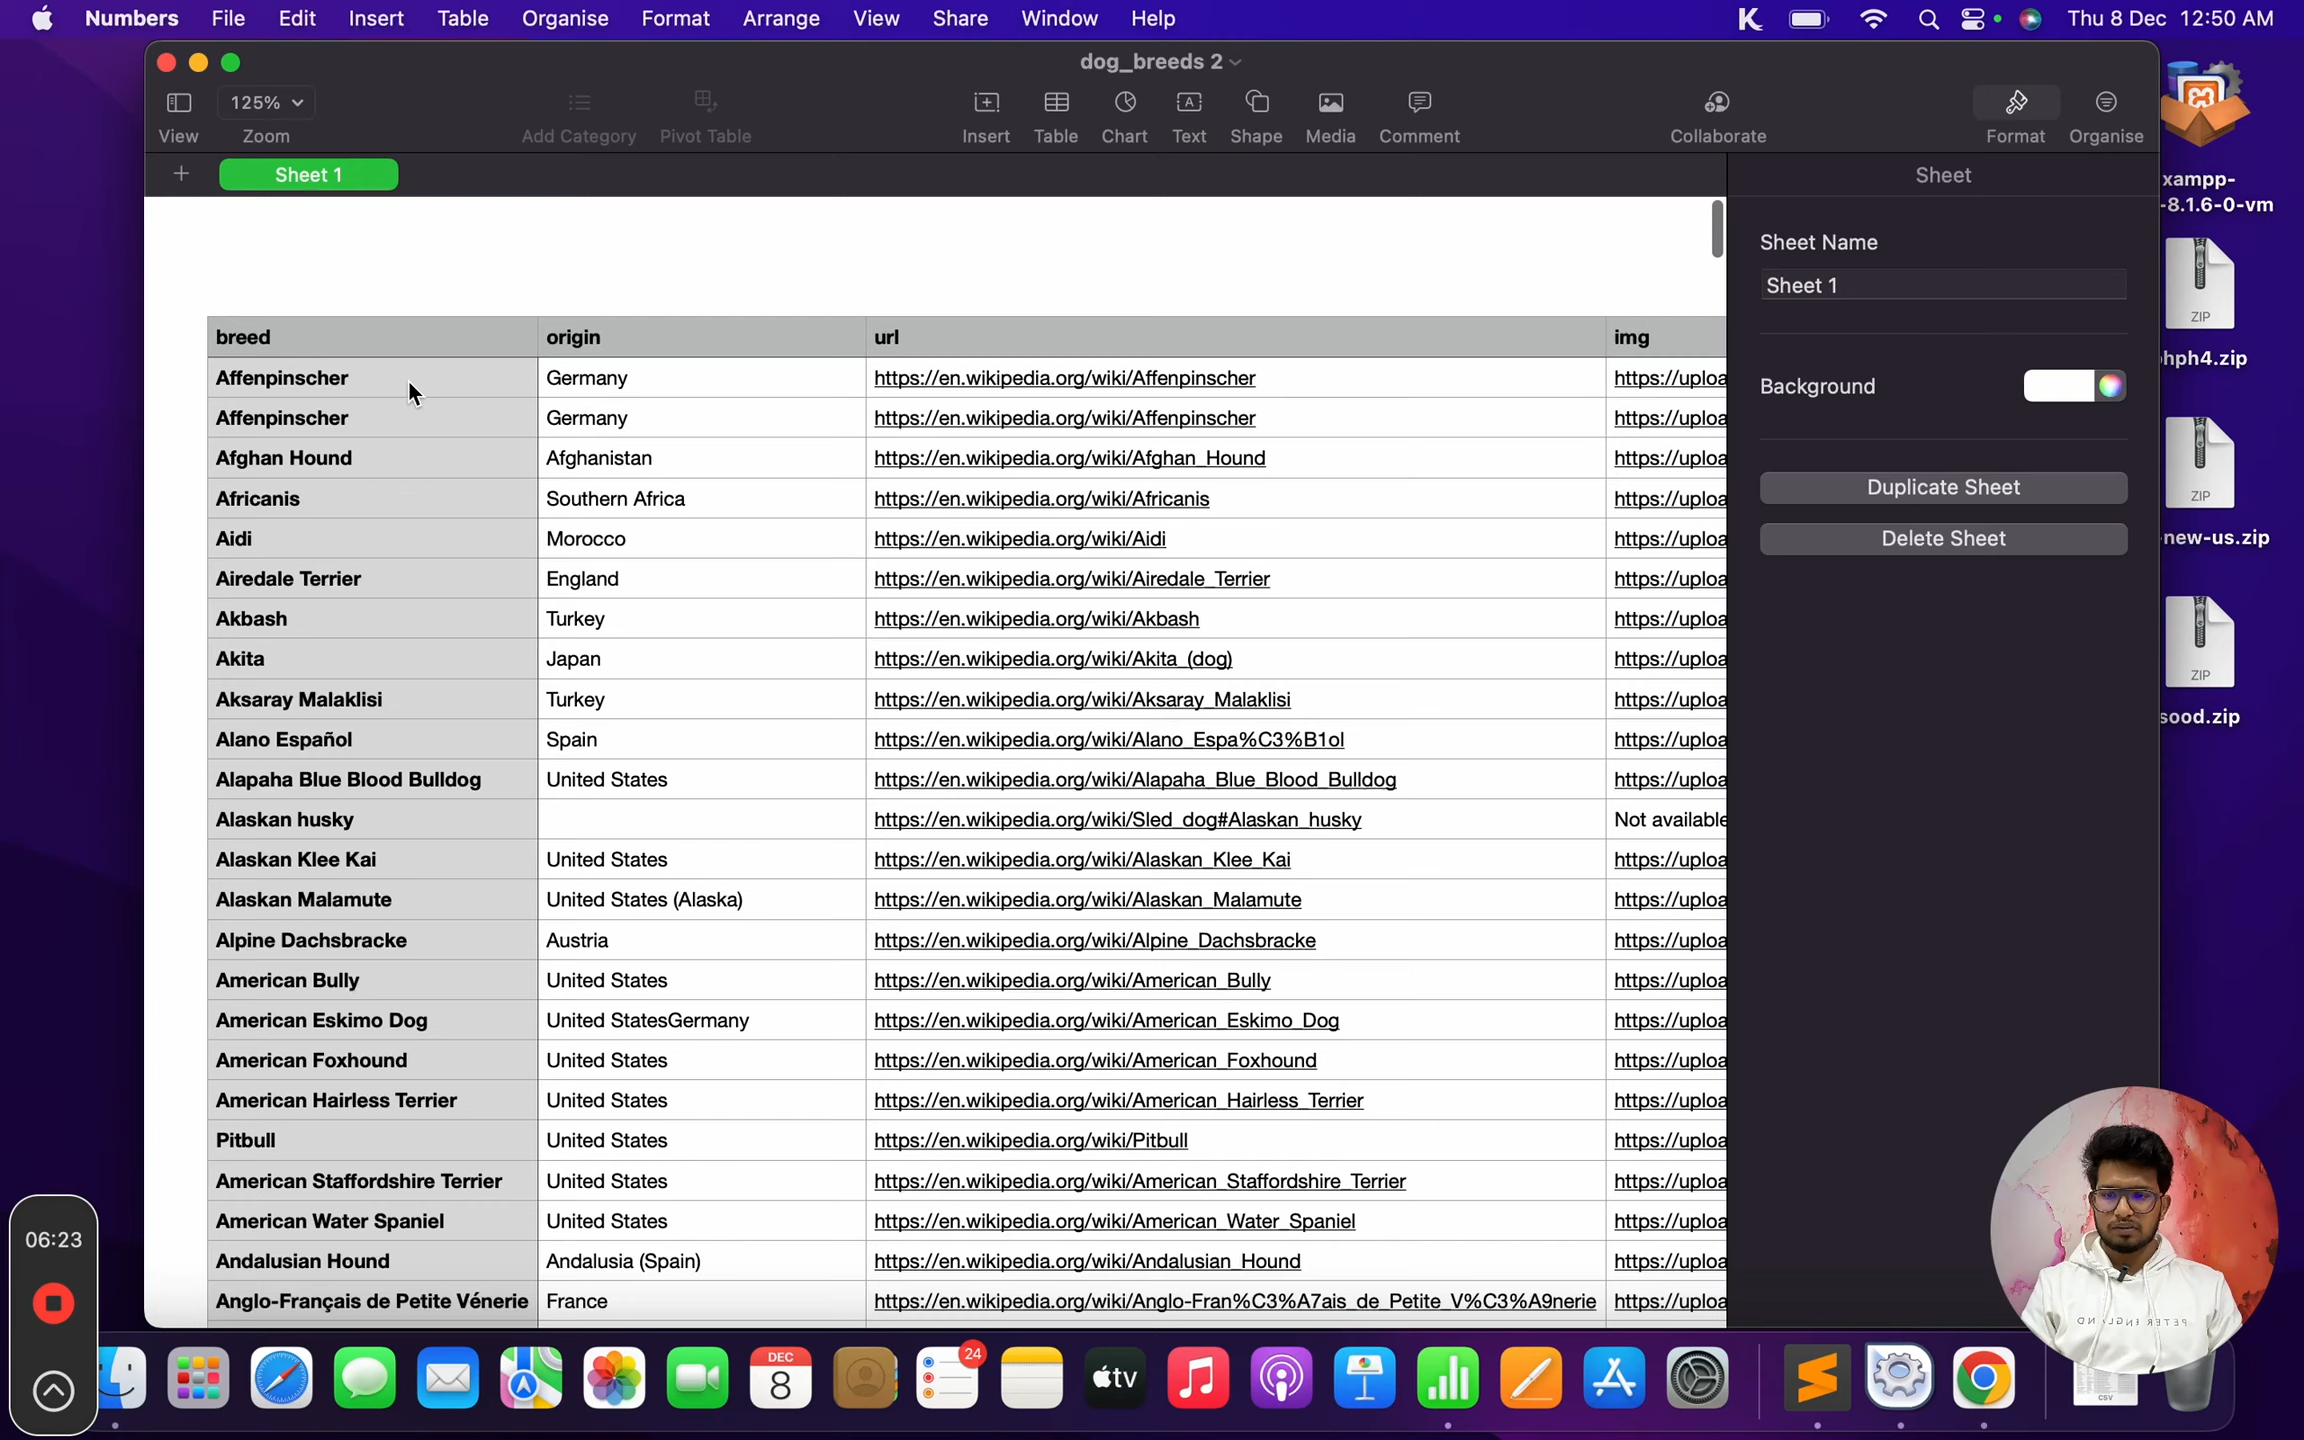 Numbers File Edit Insert Table Organise Format Arrange View Share Window Help Thu 8 Dec 12:50 AM
dog_breeds 2
125%
View Zoom Add Category Pivot Table Insert Table Chart Text Shape Media Comment Collaborate Format Organise
Sheet 1
Sheet
Sheet Name
Sheet 1
Background
Duplicate Sheet
Delete Sheet
breed origin url img
Affenpinscher Germany https://en.wikipedia.org/wiki/Affenpinscher https://uploa
Affenpinscher Germany https://en.wikipedia.org/wiki/Affenpinscher https://uploa
Afghan Hound Afghanistan https://en.wikipedia.org/wiki/Afghan_Hound https://uploa
Africanis Southern Africa https://en.wikipedia.org/wiki/Africanis https://uploa
Aidi Morocco https://en.wikipedia.org/wiki/Aidi https://uploa
Airedale Terrier England https://en.wikipedia.org/wiki/Airedale_Terrier https://uploa
Akbash Turkey https://en.wikipedia.org/wiki/Akbash https://uploa
Akita Japan https://en.wikipedia.org/wiki/Akita_(dog) https://uploa
Aksaray Malaklisi Turkey https://en.wikipedia.org/wiki/Aksaray_Malaklisi https://uploa
Alano Español Spain https://en.wikipedia.org/wiki/Alano_Espa%C3%B1ol https://uploa
Alapaha Blue Blood Bulldog United States https://en.wikipedia.org/wiki/Alapaha_Blue_Blood_Bulldog https://uploa
Alaskan husky https://en.wikipedia.org/wiki/Sled_dog#Alaskan_husky Not available
Alaskan Klee Kai United States https://en.wikipedia.org/wiki/Alaskan_Klee_Kai https://uploa
Alaskan Malamute United States (Alaska) https://en.wikipedia.org/wiki/Alaskan_Malamute https://uploa
Alpine Dachsbracke Austria https://en.wikipedia.org/wiki/Alpine_Dachsbracke https://uploa
American Bully United States https://en.wikipedia.org/wiki/American_Bully https://uploa
American Eskimo Dog United StatesGermany https://en.wikipedia.org/wiki/American_Eskimo_Dog https://uploa
American Foxhound United States https://en.wikipedia.org/wiki/American_Foxhound https://uploa
American Hairless Terrier United States https://en.wikipedia.org/wiki/American_Hairless_Terrier https://uploa
Pitbull United States https://en.wikipedia.org/wiki/Pitbull https://uploa
American Staffordshire Terrier United States https://en.wikipedia.org/wiki/American_Staffordshire_Terrier https://uploa
American Water Spaniel United States https://en.wikipedia.org/wiki/American_Water_Spaniel https://uploa
Andalusian Hound Andalusia (Spain) https://en.wikipedia.org/wiki/Andalusian_Hound https://uploa
Anglo-Français de Petite Vénerie France https://en.wikipedia.org/wiki/Anglo-Fran%C3%A7ais_de_Petite_V%C3%A9nerie https://uploa
xampp-
-8.1.6-0-vm
ZIP
hph4.zip
ZIP
-new-us.zip
ZIP
sood.zip
PETER ENGLAND
06:23
DEC
8
24
tv
CSV